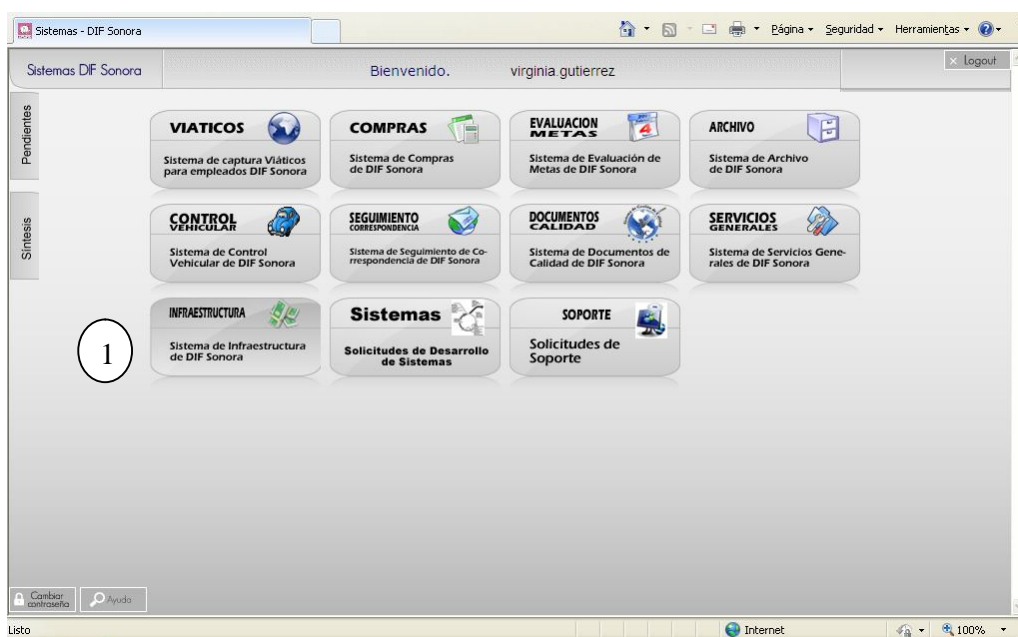 Sistemas - DIF Sonora
Página
Seguridad
Herramientas
Sistemas DIF Sonora
Bienvenido. virginia.gutierrez
× Logout
Pendientes
Síntesis
VIATICOS
Sistema de captura Viáticos
para empleados DIF Sonora
COMPRAS
Sistema de Compras
de DIF Sonora
EVALUACION
METAS
Sistema de Evaluación de
Metas de DIF Sonora
ARCHIVO
Sistema de Archivo
de DIF Sonora
CONTROL
VEHICULAR
Sistema de Control
Vehicular de DIF Sonora
SEGUIMIENTO
CORRESPONDENCIA
Sistema de Seguimiento de Co-
rrespondencia de DIF Sonora
DOCUMENTOS
CALIDAD
Sistema de Documentos de
Calidad de DIF Sonora
SERVICIOS
GENERALES
Sistema de Servicios Gene-
rales de DIF Sonora
1
INFRAESTRUCTURA
Sistema de Infraestructura
de DIF Sonora
Sistemas
Solicitudes de Desarrollo
de Sistemas
SOPORTE
Solicitudes de
Soporte
Cambiar
contraseña
Ayuda
Listo
Internet
100%